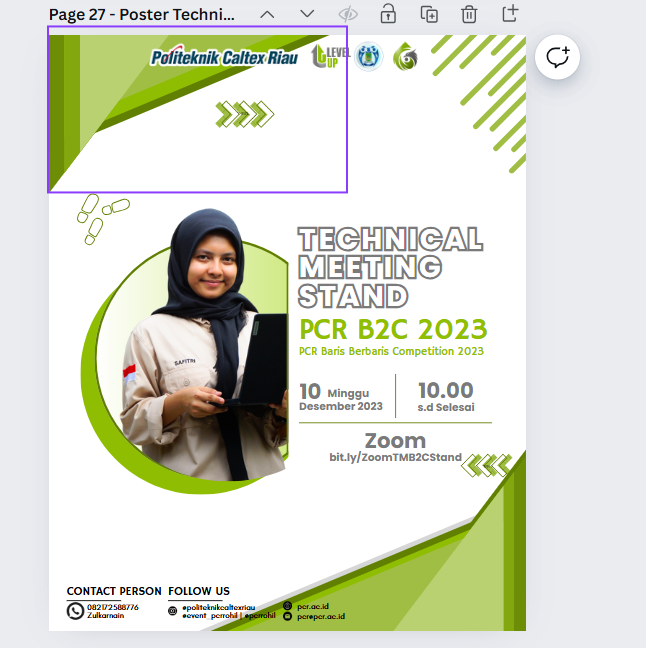 Page 27 - Poster Techni...
Politeknik Caltex Riau
LEVEL
UP
TECHNICAL
MEETING
STAND
PCR B2C 2023
PCR Baris Berbaris Competition 2023
10 Minggu
Desember 2023
10.00
s.d Selesai
Zoom
bit.ly/ZoomTMB2CStand
SAFITRI
CONTACT PERSON
082172588776
Zulkarnain
FOLLOW US
@politeknikcaltexriau
@event_pcrrohil | @pcrrohil
pcr.ac.id
pcr@pcr.ac.id